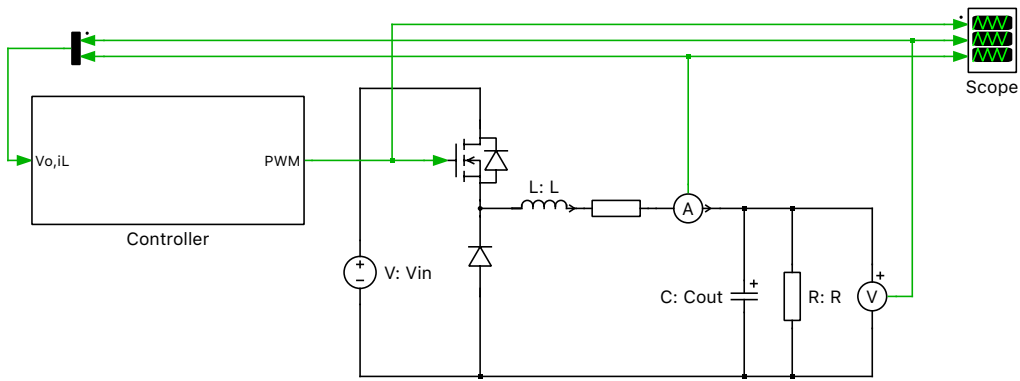 Scope
Vo,iL
PWM
Controller
L: L
A
V: Vin
C: Cout
R: R
V